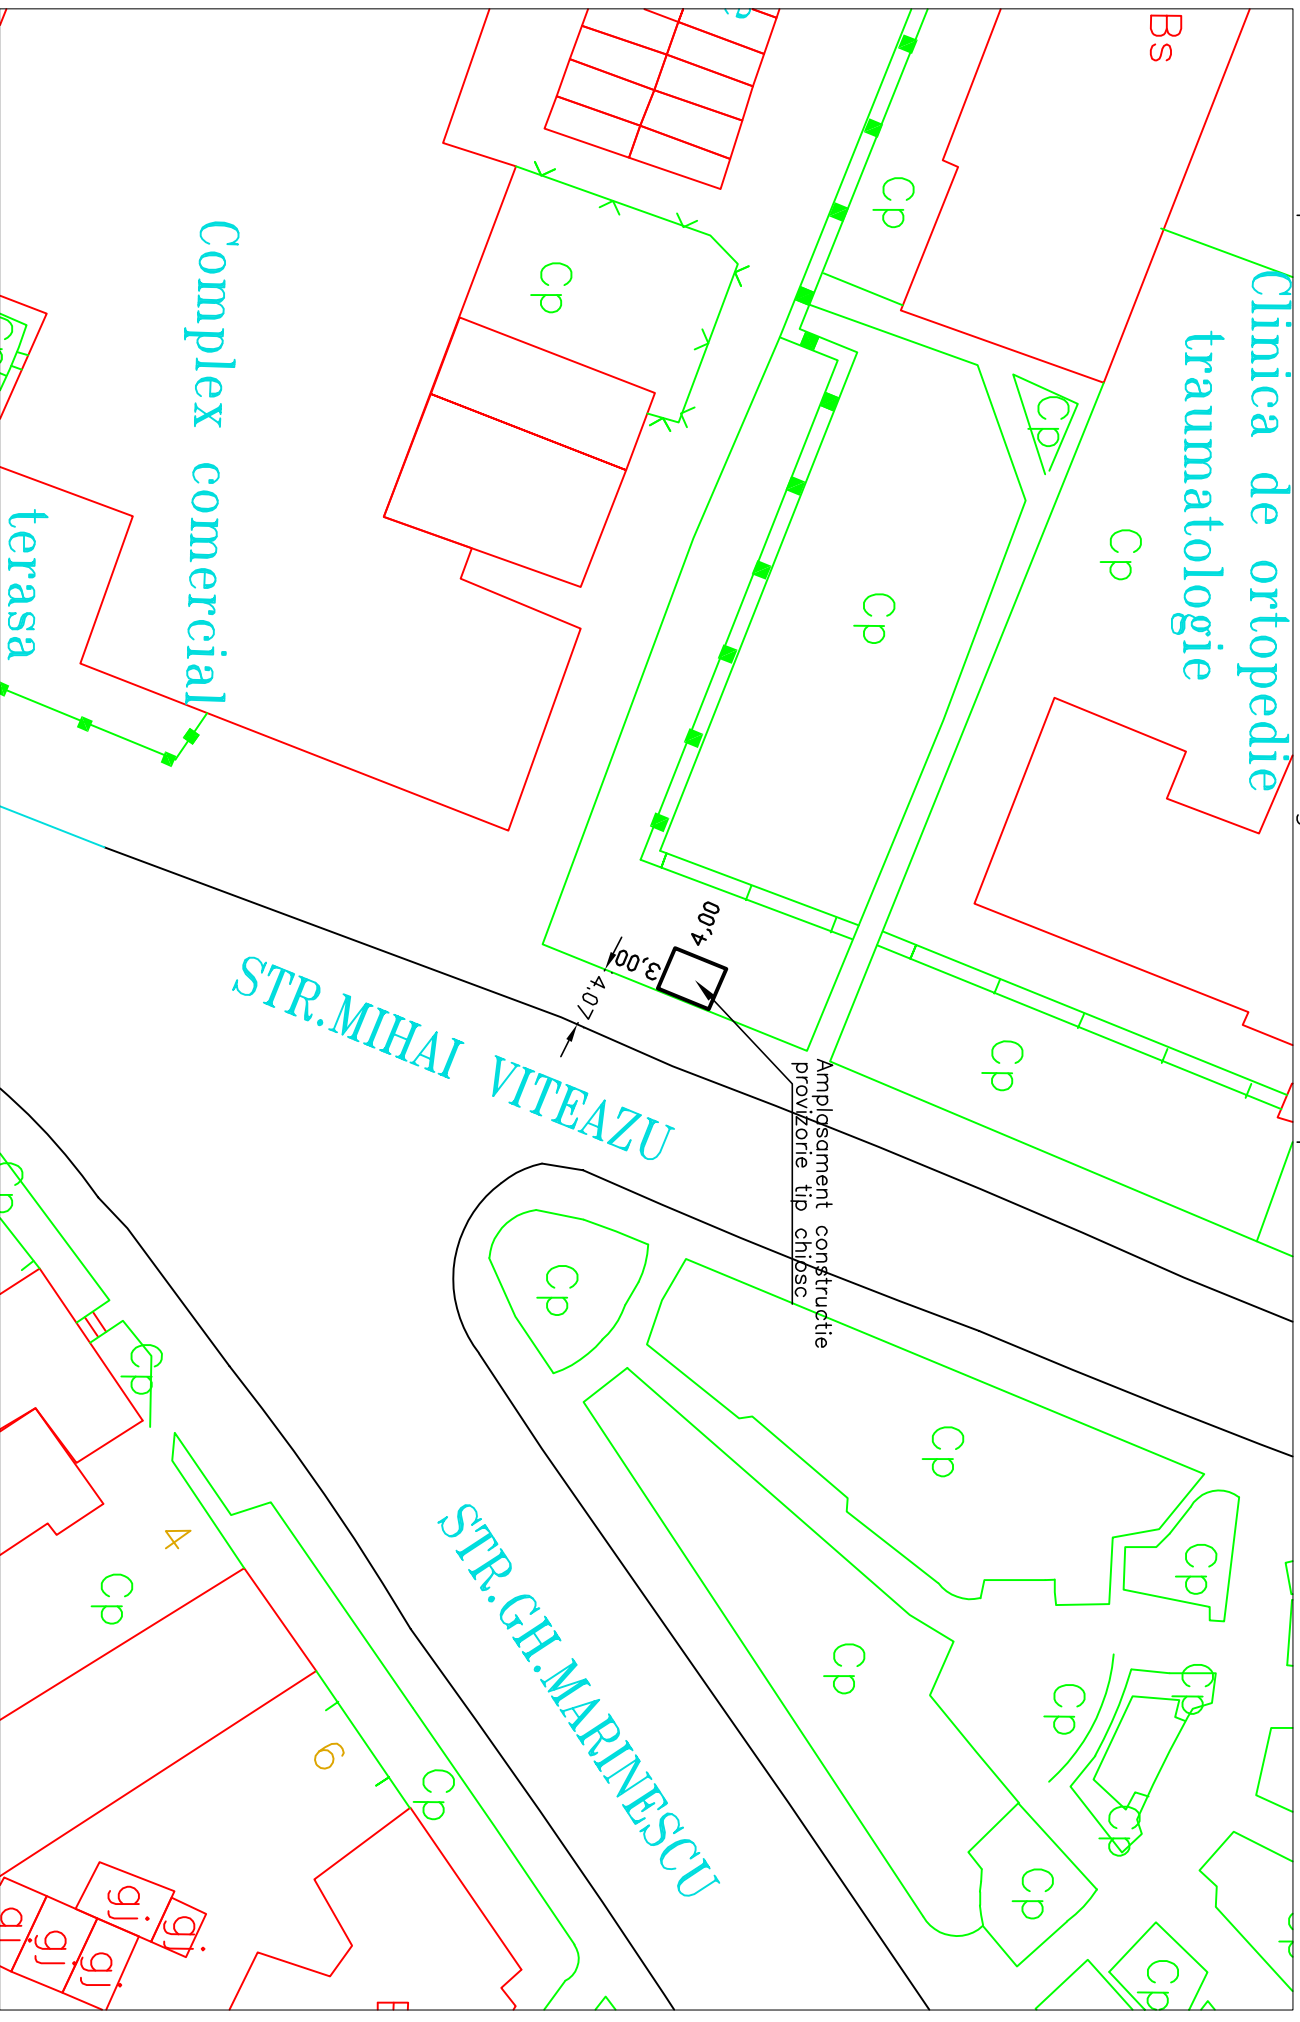 Bs
Clinica de ortopedie
traumatologie
Cp
Cp
Cp
Cp
Cp
Complex comercial
terasa
4,00
3,00
4,07
Cp
STR.MIHAI VITEAZU
Amplasament constructie
provizorie tip chiosc
Cp
Cp
Cp
Cp
Cp
STR.GH.MARINESCU
4
Cp
Cp
Cp
Cp
6
Cp
Cp
Cp
Cp
gj.
gj.
gj.
gj.